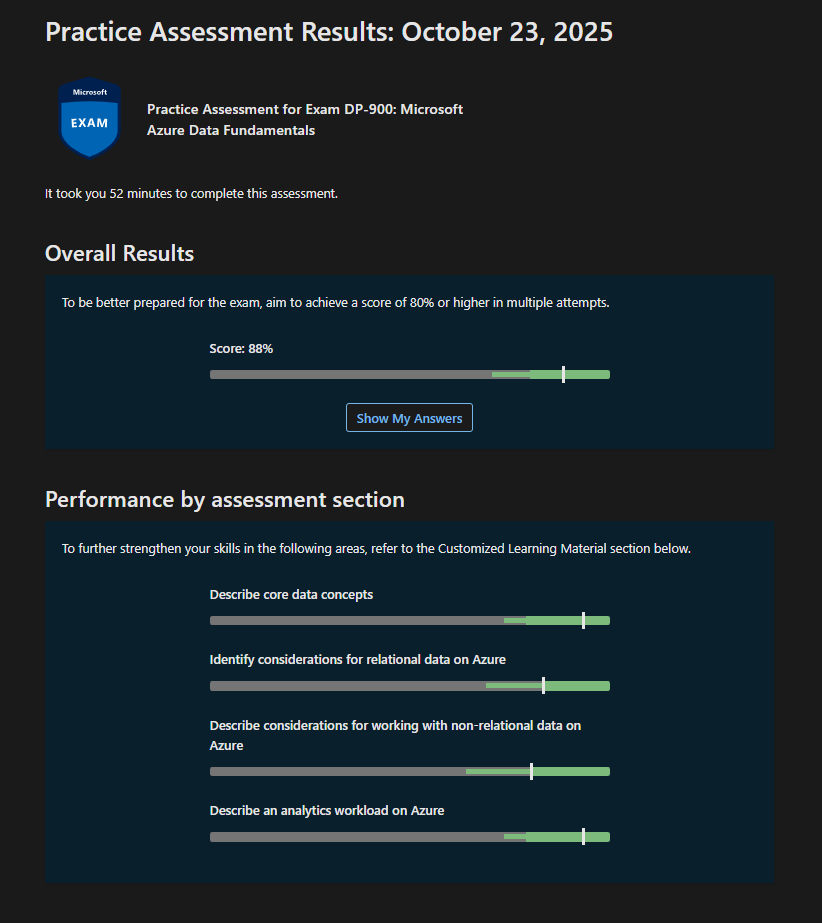 Practice Assessment Results: October 23, 2025
Microsoft
EXAM
Practice Assessment for Exam DP-900: Microsoft
Azure Data Fundamentals
It took you 52 minutes to complete this assessment.
Overall Results
To be better prepared for the exam, aim to achieve a score of 80% or higher in multiple attempts.
Score: 88%
Show My Answers
Performance by assessment section
To further strengthen your skills in the following areas, refer to the Customized Learning Material section below.
Describe core data concepts
Identify considerations for relational data on Azure
Describe considerations for working with non-relational data on
Azure
Describe an analytics workload on Azure